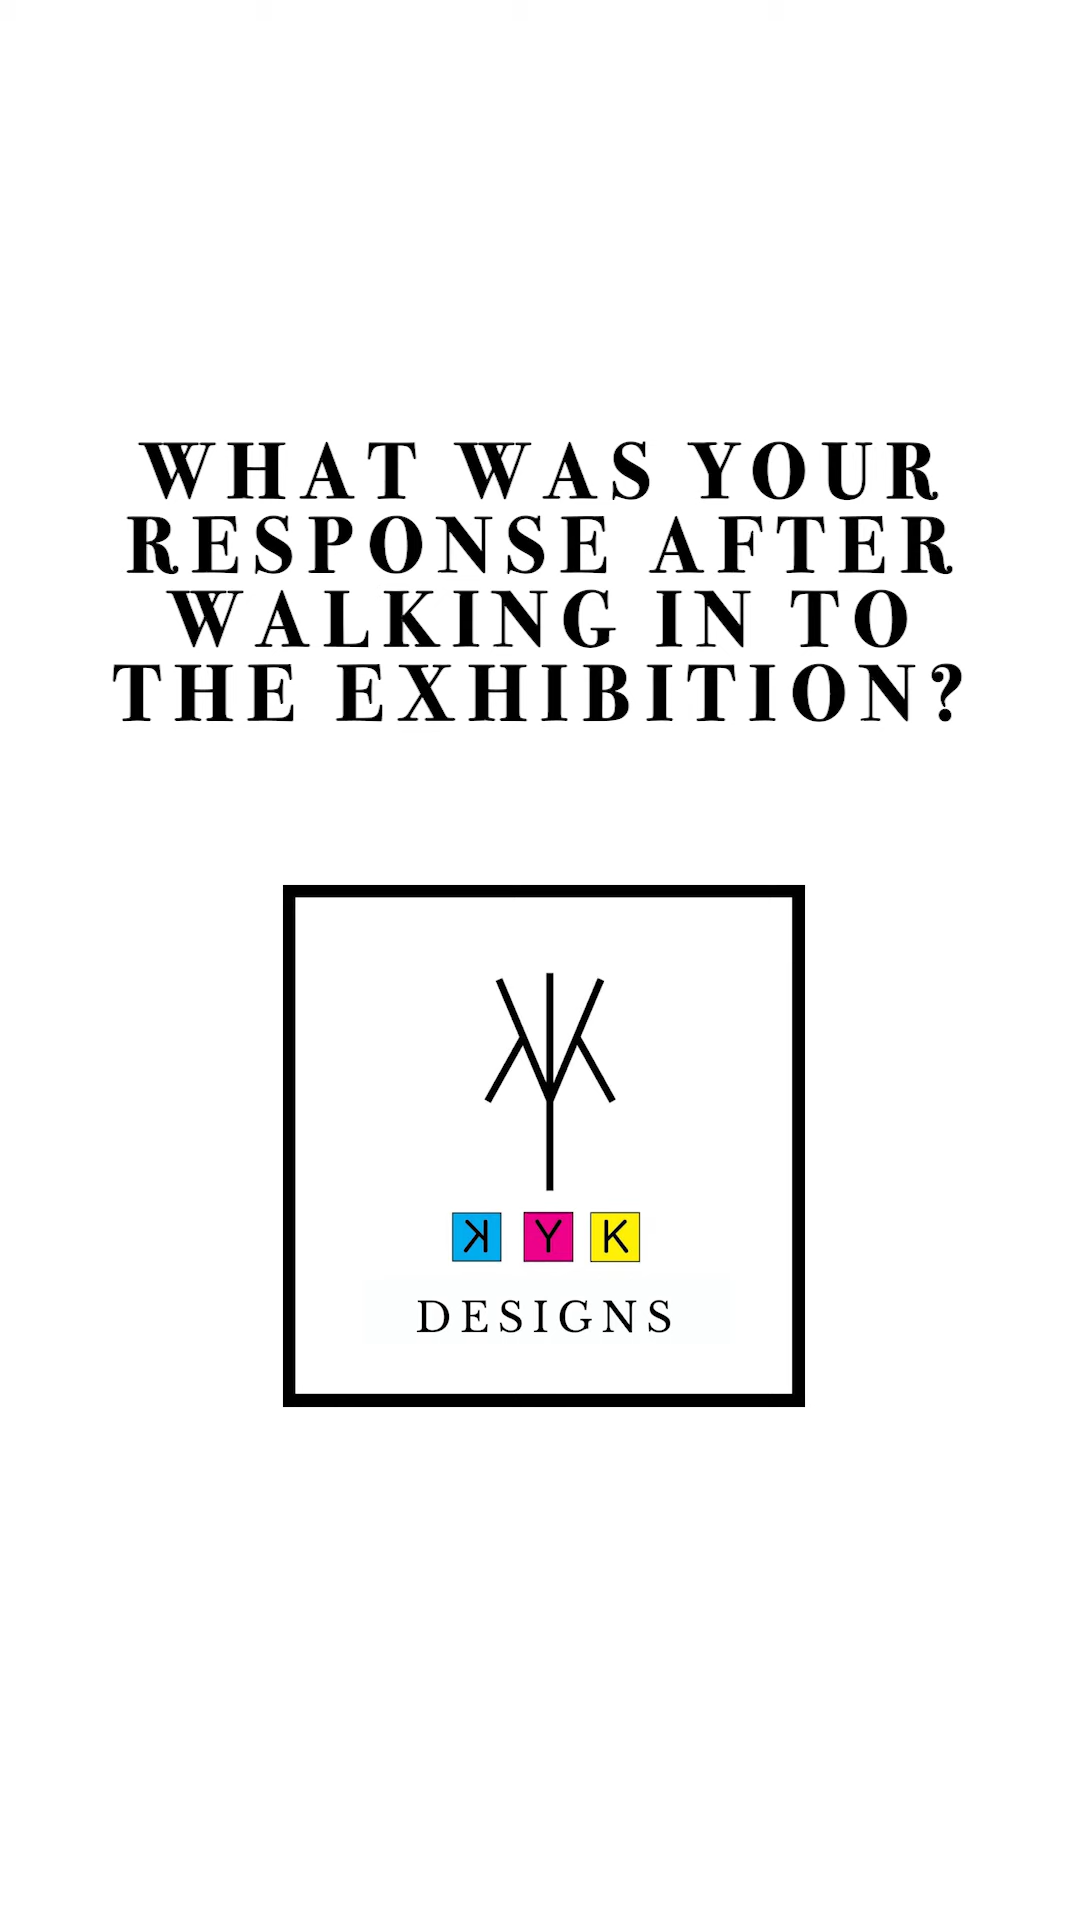 WHAT WAS YOUR
RESPONSE AFTER
WALKING IN TO
THE EXHIBITION?
K Y K
DESIGNS